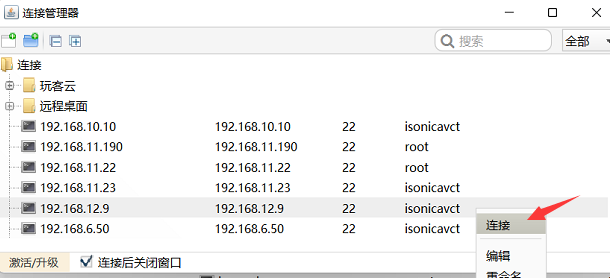 连接管理器
搜索
全部
连接
玩客云
远程桌面
192.168.10.10 192.168.10.10 22 isonicavct
192.168.11.190 192.168.11.190 22 root
192.168.11.22 192.168.11.22 22 root
192.168.11.23 192.168.11.23 22 isonicavct
192.168.12.9 192.168.12.9 22 isonicavct
192.168.6.50 192.168.6.50 22 isonicavct
连接
编辑
重命名
激活/升级 连接后关闭窗口